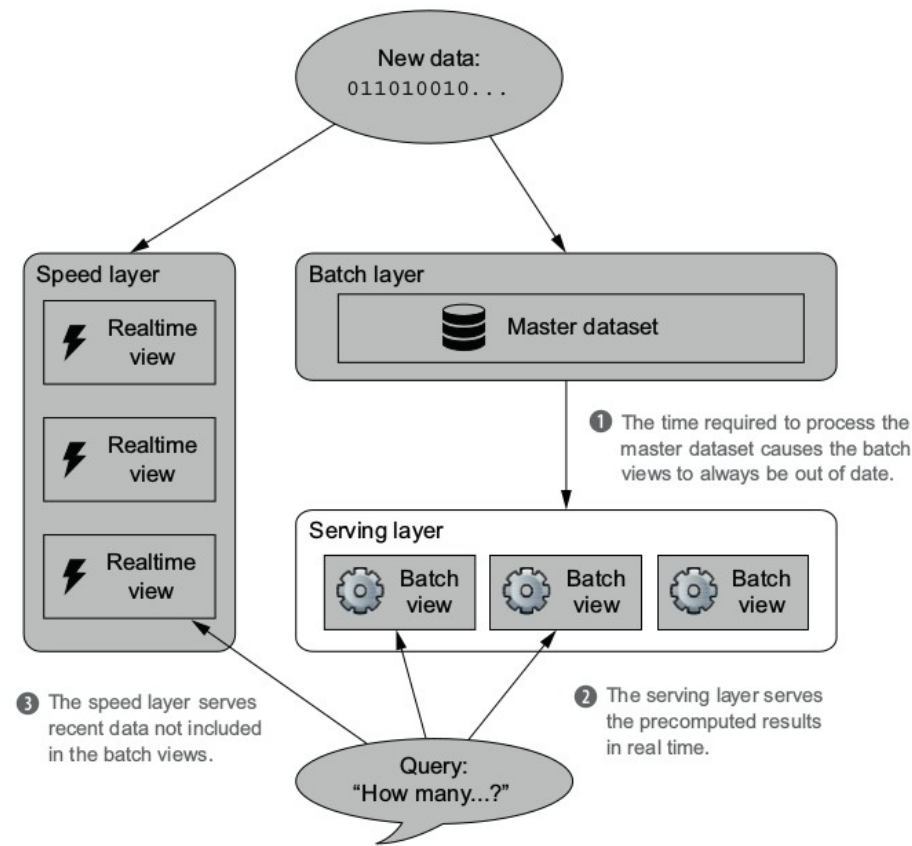 New data:
011010010...
Speed layer
Realtime
view
Realtime
view
Realtime
view
Batch layer
Master dataset
1 The time required to process the
master dataset causes the batch
views to always be out of date.
Serving layer
Batch
view
Batch
view
Batch
view
3 The speed layer serves
recent data not included
in the batch views.
2 The serving layer serves
the precomputed results
in real time.
Query:
“How many...?”